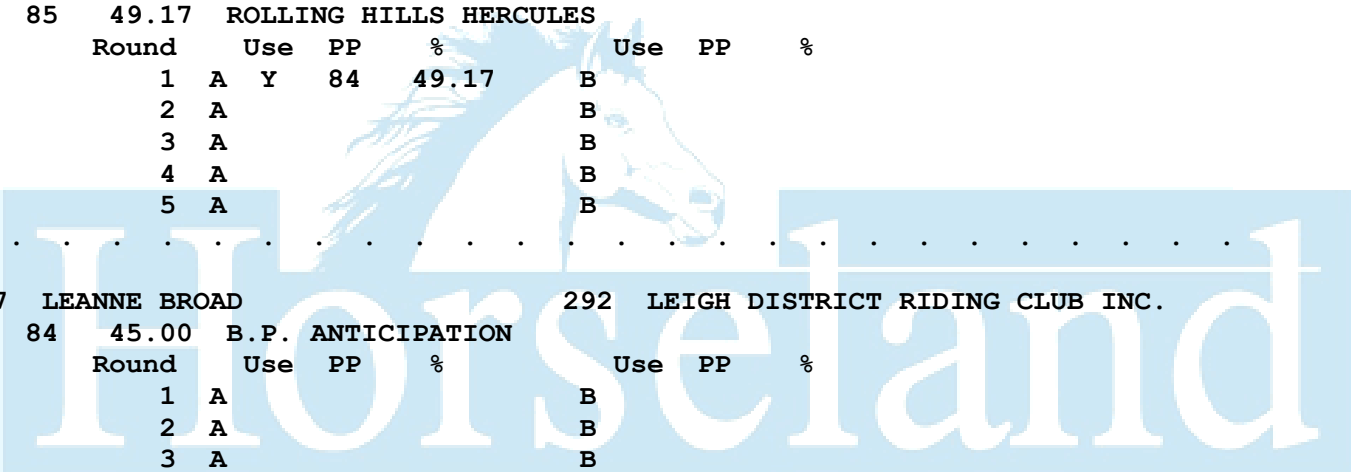 85 49.17 ROLLING HILLS HERCULES
Round Use PP % Use PP %
1 A Y 84 49.17 B
2 A B
3 A B
4 A B
5 A B
. . . . . . . . . . . . . . . . . . . . . . . . .
7 LEANNE BROAD 292 LEIGH DISTRICT RIDING CLUB INC.
84 45.00 B.P. ANTICIPATION
Round Use PP % Use PP %
1 A B
2 A B
3 A B
Horseland